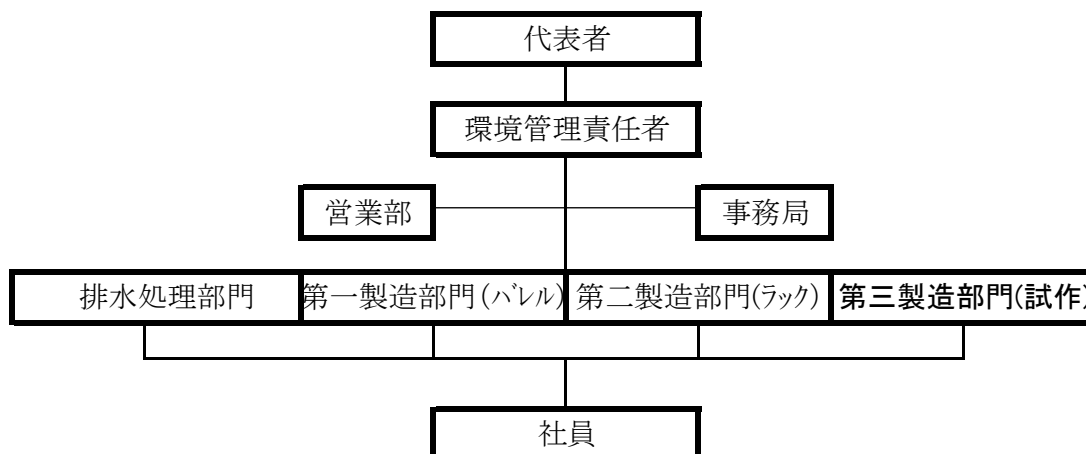 代表者
環境管理責任者
営業部
事務局
排水処理部門
第一製造部門(ﾊﾞﾚﾙ)
第二製造部門(ﾗｯｸ)
第三製造部門(試作)
社員